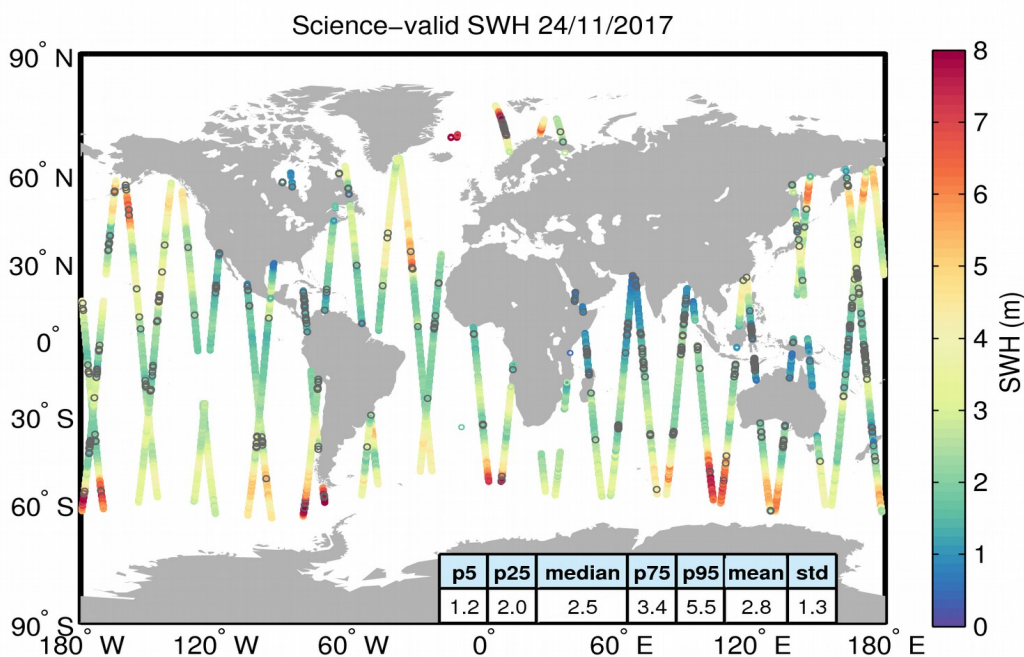 Science−valid SWH 24/11/2017
90° N
60° N
30° N
0°
30° S
60° S
90° S
180° W
120° W
60° W
0°
60° E
120° E
180° E
p5 p25 median p75 p95 mean std
1.2 2.0 2.5 3.4 5.5 2.8 1.3
8
7
6
5
4
3
2
1
0
SWH (m)